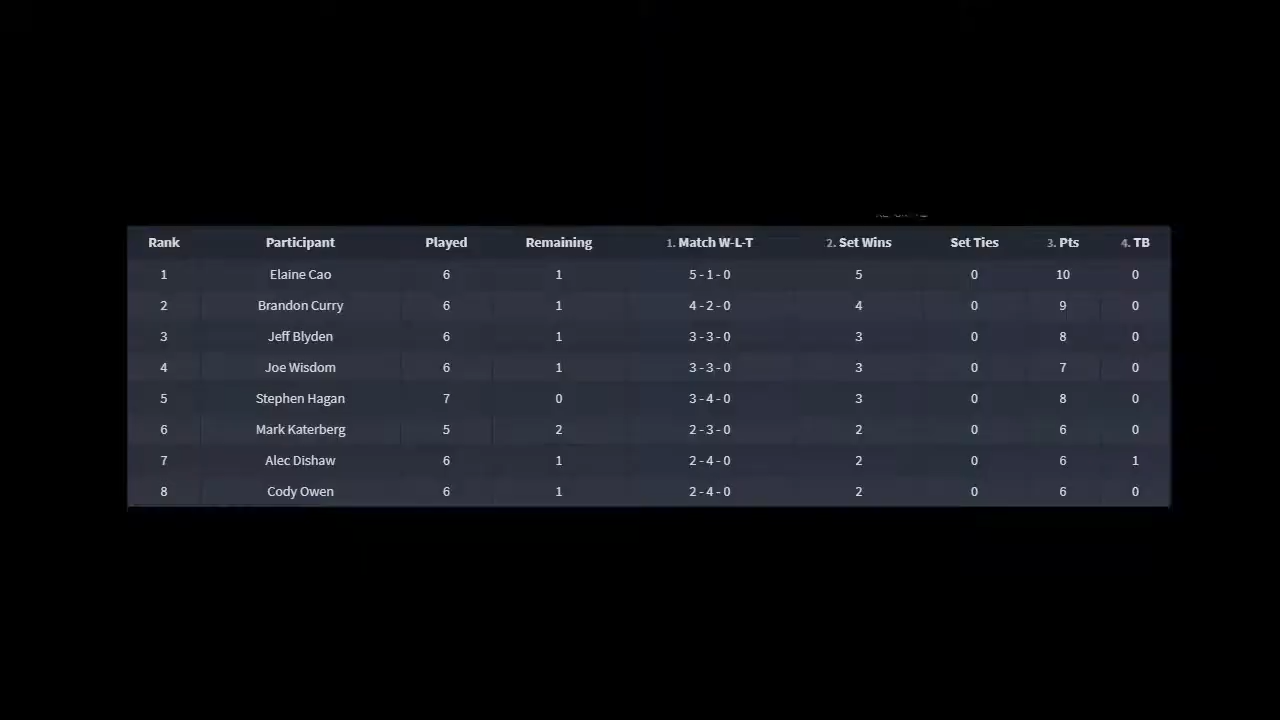 Rank Participant Played Remaining 1. Match W-L-T 2. Set Wins Set Ties 3. Pts 4. TB
1 Elaine Cao 6 1 5 - 1 - 0 5 0 10 0
2 Brandon Curry 6 1 4 - 2 - 0 4 0 9 0
3 Jeff Blyden 6 1 3 - 3 - 0 3 0 8 0
4 Joe Wisdom 6 1 3 - 3 - 0 3 0 7 0
5 Stephen Hagan 7 0 3 - 4 - 0 3 0 8 0
6 Mark Katerberg 5 2 2 - 3 - 0 2 0 6 0
7 Alec Dishaw 6 1 2 - 4 - 0 2 0 6 1
8 Cody Owen 6 1 2 - 4 - 0 2 0 6 0